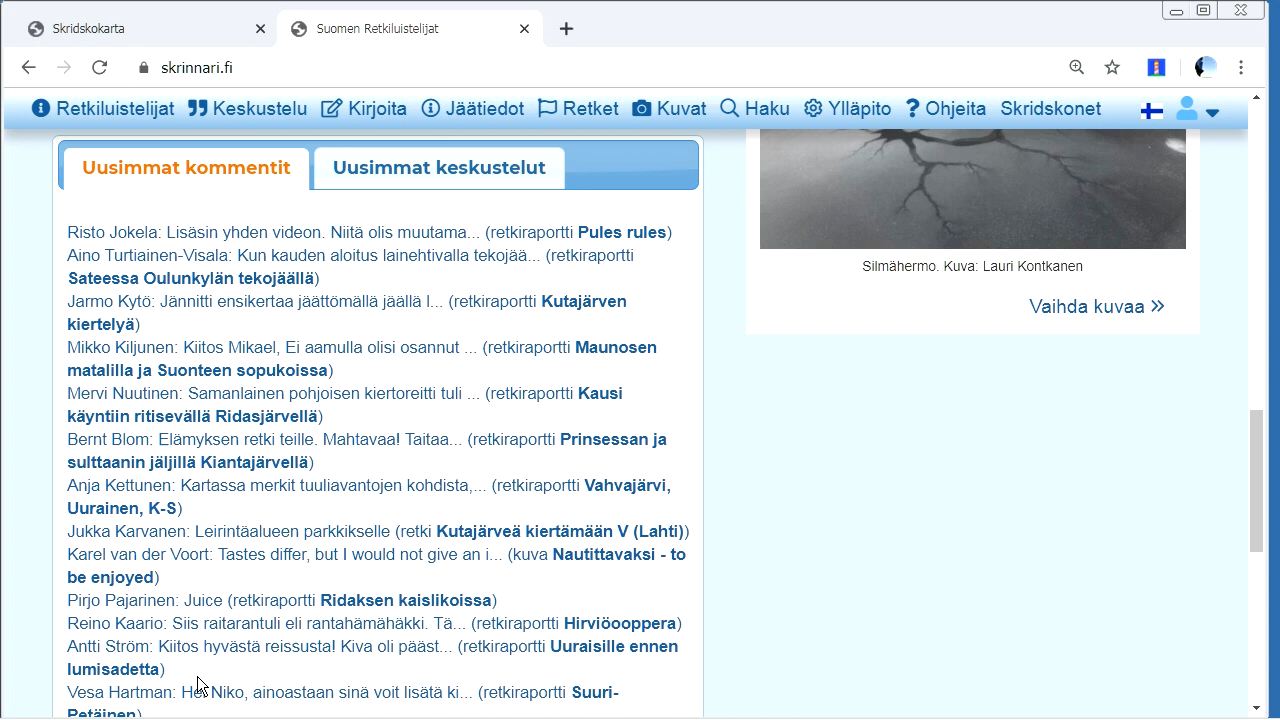 Skridskokarta
Suomen Retkiluistelijat
skrinnari.fi
Retkiluistelijat Keskustelu Kirjoita Jäätiedot Retket Kuvat Haku Ylläpito Ohjeita Skridskonet
Uusimmat kommentit
Uusimmat keskustelut
Risto Jokela: Lisäsin yhden videon. Niitä olis muutama... (retkiraportti Pules rules)
Aino Turtiainen-Visala: Kun kauden aloitus lainehtivalla tekojää... (retkiraportti
Sateessa Oulunkylän tekojäällä)
Jarmo Kytö: Jännitti ensikertaa jäättömällä jäällä l... (retkiraportti Kutajärven
kiertelyä)
Mikko Kiljunen: Kiitos Mikael, Ei aamulla olisi osannut ... (retkiraportti Maunosen
matalilla ja Suonteen sopukoissa)
Mervi Nuutinen: Samanlainen pohjoisen kiertoreitti tuli ... (retkiraportti Kausi
käyntiin ritisevällä Ridasjärvellä)
Bernt Blom: Elämyksen retki teille. Mahtavaa! Taitaa... (retkiraportti Prinsessan ja
sulttaanin jäljillä Kiantajärvellä)
Anja Kettunen: Kartassa merkit tuuliavantojen kohdista,... (retkiraportti Vahvajärvi,
Uurainen, K-S)
Jukka Karvanen: Leirintäalueen parkkikselle (retki Kutajärveä kiertämään V (Lahti))
Karel van der Voort: Tastes differ, but I would not give an i... (kuva Nautittavaksi - to
be enjoyed)
Pirjo Pajarinen: Juice (retkiraportti Ridaksen kaislikoissa)
Reino Kaario: Siis raitarantuli eli rantahämähäkki. Tä... (retkiraportti Hirviöooppera)
Antti Ström: Kiitos hyvästä reissusta! Kiva oli pääst... (retkiraportti Uuraisille ennen
lumisadetta)
Vesa Hartman: Hei Niko, ainoastaan sinä voit lisätä ki... (retkiraportti Suuri-
Petäinen)
Silmähermo. Kuva: Lauri Kontkanen
Vaihda kuvaa